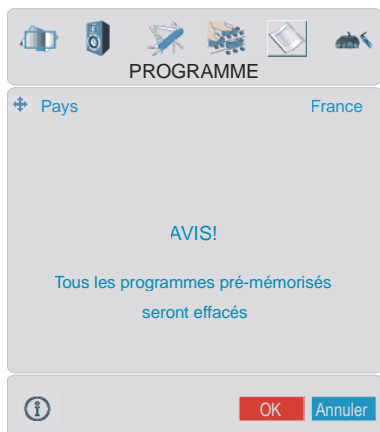 PROGRAMME
Pays France
AVIS!
Tous les programmes pré-mémorisés
seront effacés
OK Annuler